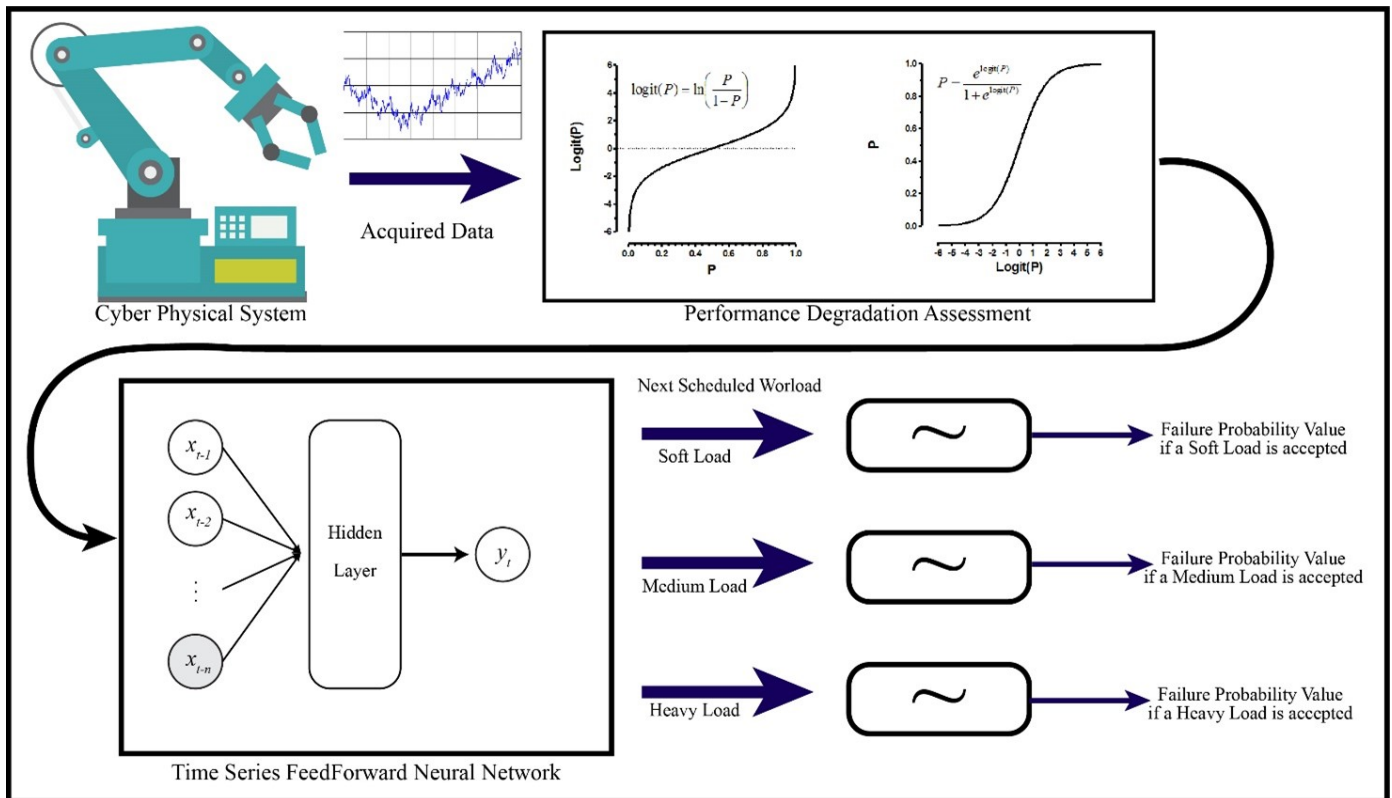 Cyber Physical System
Acquired Data
Logit(P)
6
4
2
0
-2
-4
-6
logit(P) = ln(P/1-P)
0.0 0.2 0.4 0.6 0.8 1.0
P
P
1.0
0.8
0.6
0.4
0.2
0.0
P - e^logit(P)/1+e^logit(P)
-6 -5 -4 -3 -2 -1 0 1 2 3 4 5 6
Logit(P)
Performance Degradation Assessment
x_t-1
x_t-2
⋮
x_t-n
Hidden
Layer
y_t
Time Series FeedForward Neural Network
Next Scheduled Worload
Soft Load
~
Failure Probability Value
if a Soft Load is accepted
Medium Load
~
Failure Probability Value
if a Medium Load is accepted
Heavy Load
~
Failure Probability Value
if a Heavy Load is accepted